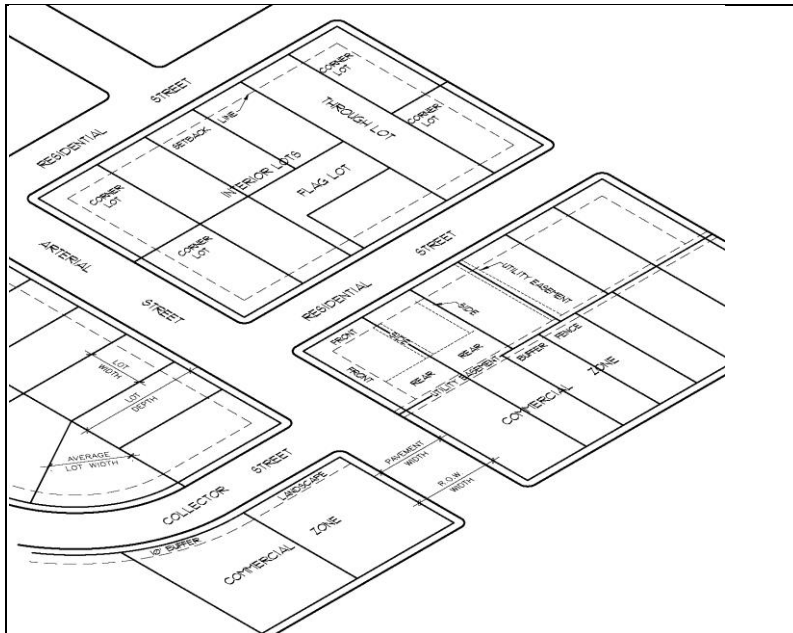 RESIDENTIAL STREET
CORNER
LOT
THROUGH LOT
CORNER
LOT
SETBACK
LINE
INTERIOR LOTS
FLAG LOT
CORNER
LOT
CORNER
LOT
ARTERIAL STREET
RESIDENTIAL STREET
UTILITY EASEMENT
SIDE
FRONT
SIDE
FRONT
REAR
REAR
UTILITY EASEMENT
BUFFER FENCE
COMMERCIAL ZONE
LOT
WIDTH
LOT
DEPTH
AVERAGE
LOT WIDTH
PAVEMENT
WIDTH
R.O.W
WIDTH
COLLECTOR STREET
LANDSCAPE
BUFFER
COMMERCIAL ZONE